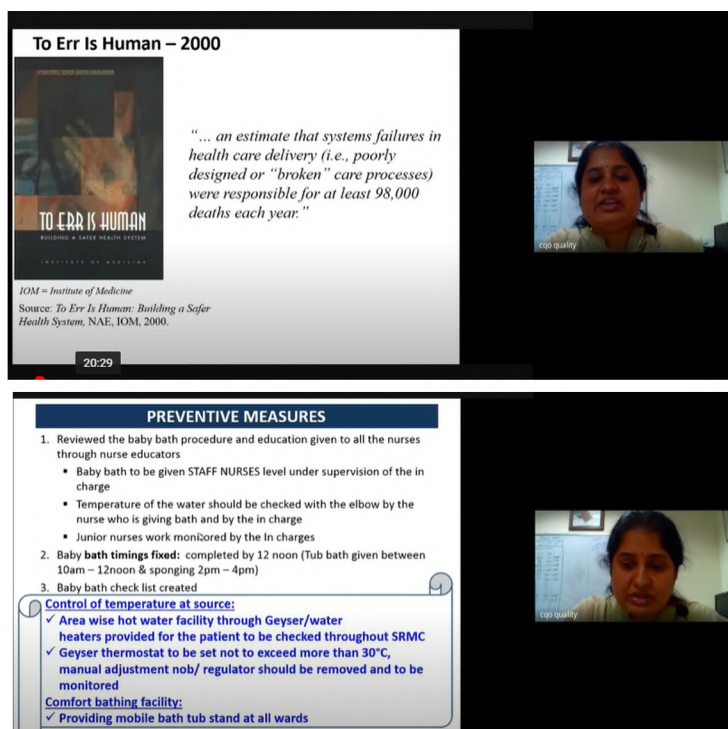 To Err Is Human – 2000
TO ERR IS HUMAN
BUILDING A SAFER HEALTH SYSTEM
INSTITUTE OF MEDICINE
“... an estimate that systems failures in
health care delivery (i.e., poorly
designed or “broken” care processes)
were responsible for at least 98,000
deaths each year.”
IOM = Institute of Medicine
Source: To Err Is Human: Building a Safer
Health System, NAE, IOM, 2000.
20:29
cqo quality
PREVENTIVE MEASURES
1. Reviewed the baby bath procedure and education given to all the nurses
through nurse educators
▪ Baby bath to be given STAFF NURSES level under supervision of the in
charge
▪ Temperature of the water should be checked with the elbow by the
nurse who is giving bath and by the in charge
▪ Junior nurses work monitored by the In charges
2. Baby bath timings fixed: completed by 12 noon (Tub bath given between
10am – 12noon & sponging 2pm – 4pm)
3. Baby bath check list created
Control of temperature at source:
✓ Area wise hot water facility through Geyser/water
heaters provided for the patient to be checked throughout SRMC
✓ Geyser thermostat to be set not to exceed more than 30°C,
manual adjustment nob/ regulator should be removed and to be
monitored
Comfort bathing facility:
✓ Providing mobile bath tub stand at all wards
cqo quality